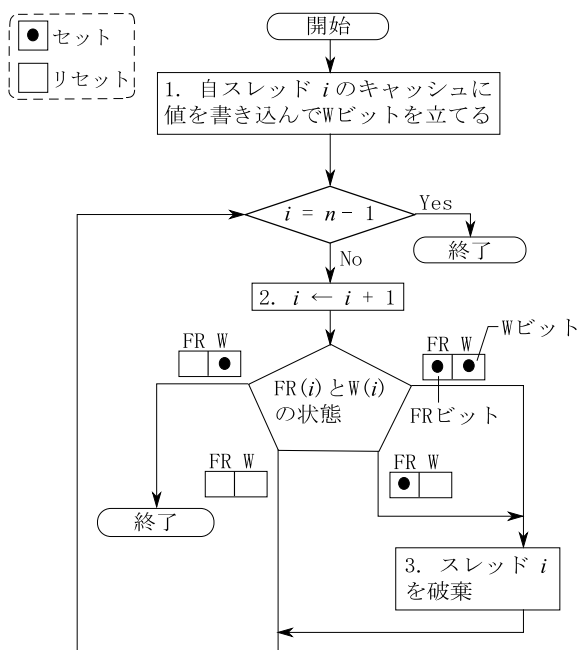 セット
リセット
開始
1. 自スレッド i のキャッシュに
値を書き込んでWビットを立てる
i = n − 1
Yes
終了
No
2. i ← i + 1
FR W
FR W
Wビット
FR(i)とW(i)
の状態
FRビット
FR W
FR W
終了
3. スレッド i
を破棄